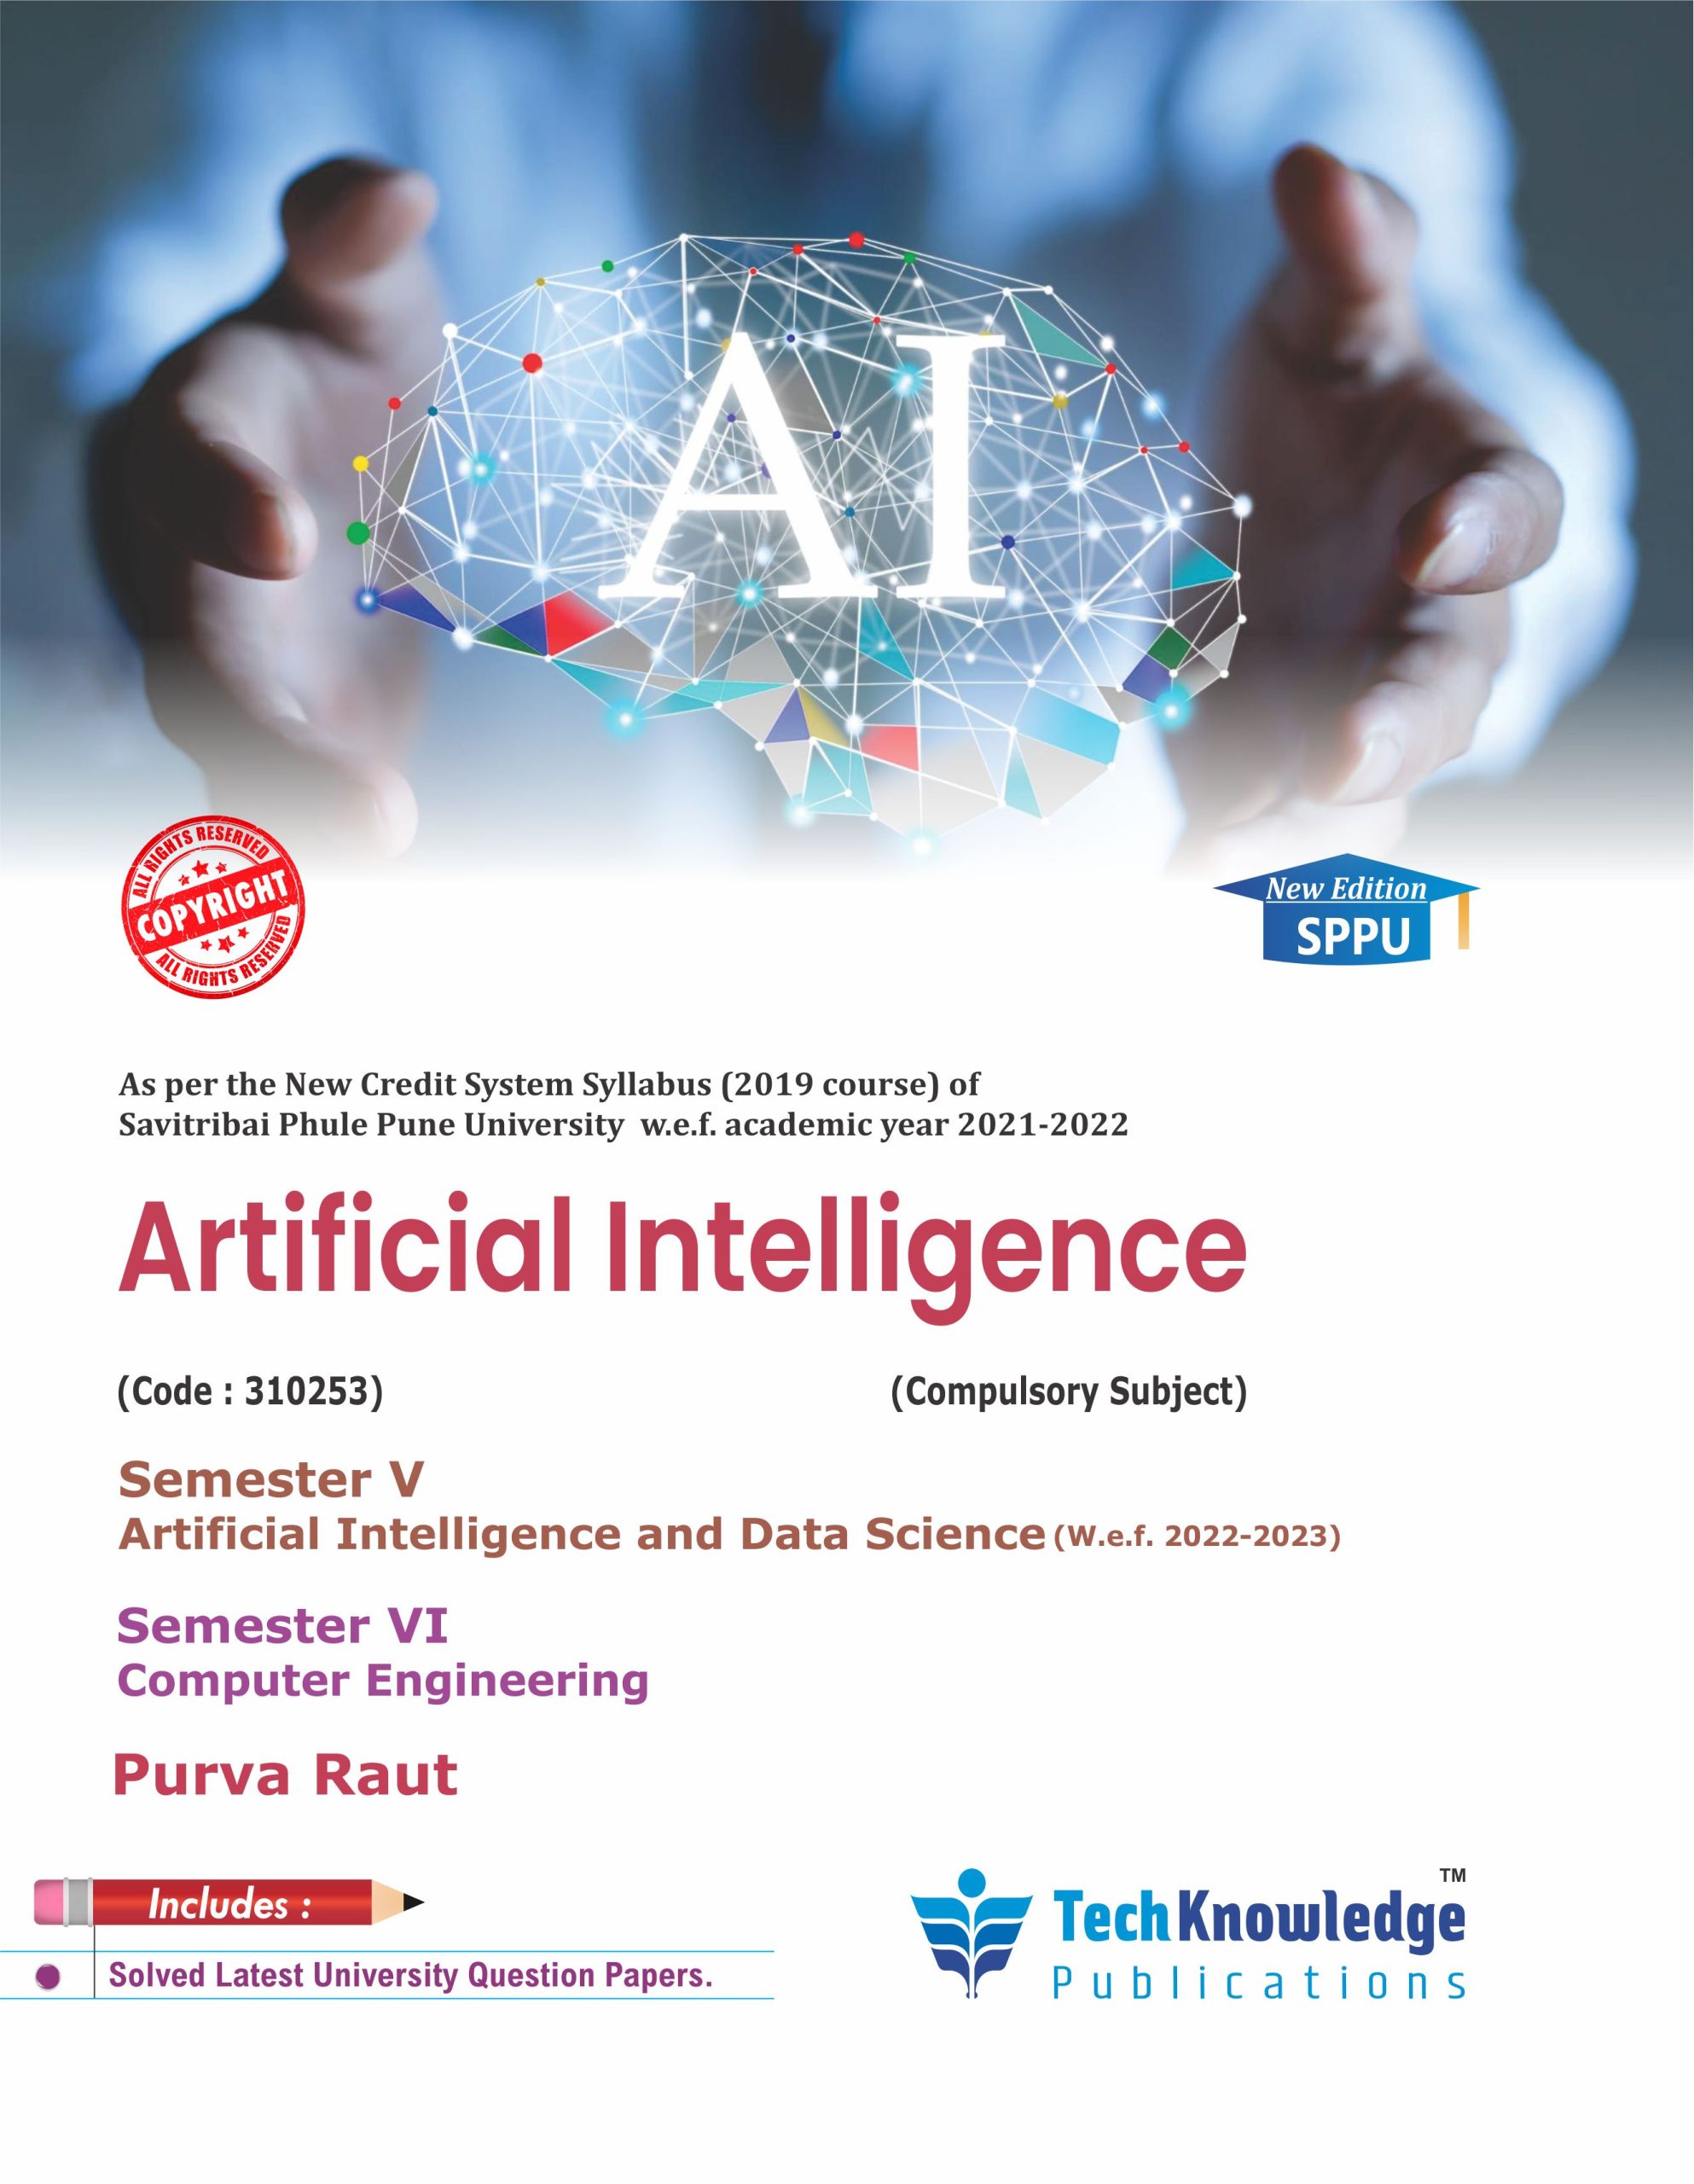 AI
ALL RIGHTS RESERVED
COPYRIGHT
ALL RIGHTS RESERVED
New Edition
SPPU
As per the New Credit System Syllabus (2019 course) of
Savitribai Phule Pune University w.e.f. academic year 2021-2022
Artificial Intelligence
(Code : 310253) (Compulsory Subject)
Semester V
Artificial Intelligence and Data Science (W.e.f. 2022-2023)
Semester VI
Computer Engineering
Purva Raut
Includes :
Solved Latest University Question Papers.
TM
TechKnowledge
Publications